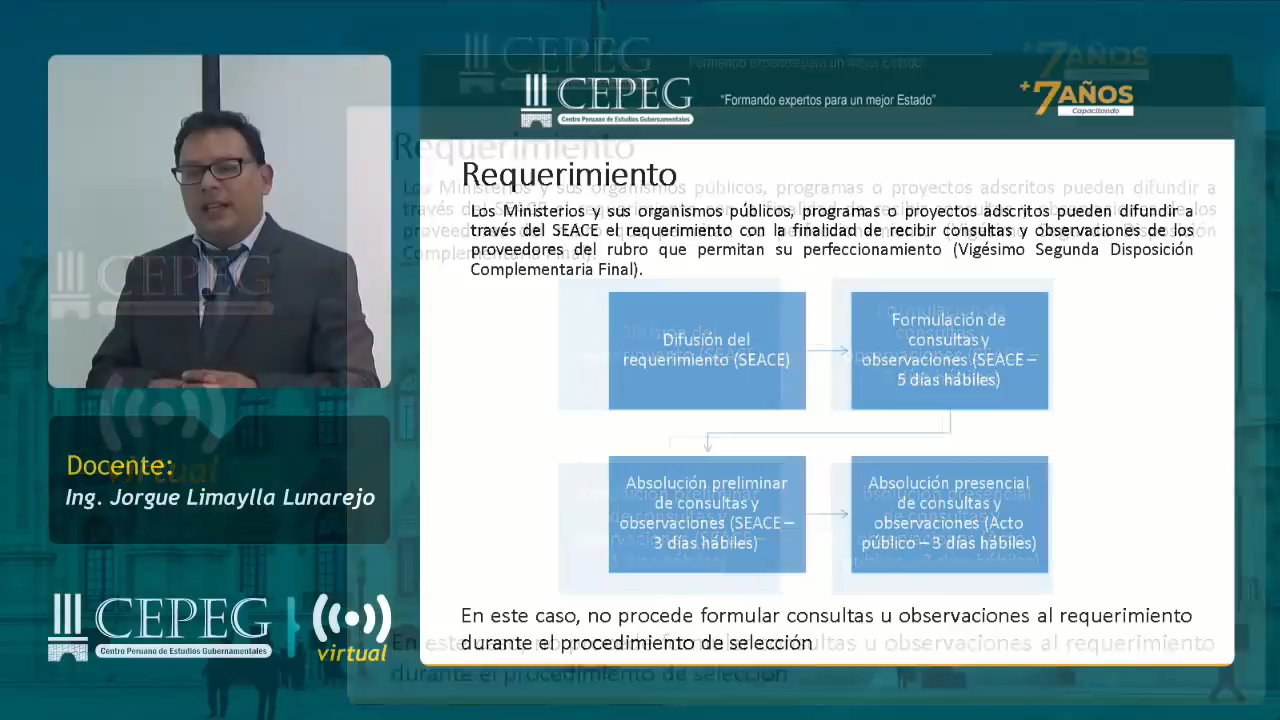 CEPEG
Centro Peruano de Estudios Gubernamentales
"Formando expertos para un mejor Estado"
+7AÑOS
Capacitando
Requerimiento
Los Ministerios y sus organismos públicos, programas o proyectos adscritos pueden difundir a
través del SEACE el requerimiento con la finalidad de recibir consultas y observaciones de los
proveedores del rubro que permitan su perfeccionamiento (Vigésimo Segunda Disposición
Complementaria Final).
Difusión del
requerimiento (SEACE)
Formulación de
consultas y
observaciones (SEACE –
5 días hábiles)
Absolución preliminar
de consultas y
observaciones (SEACE –
3 días hábiles)
Absolución presencial
de consultas y
observaciones (Acto
público – 3 días hábiles)
En este caso, no procede formular consultas u observaciones al requerimiento
durante el procedimiento de selección
Docente:
Ing. Jorgue Limaylla Lunarejo
CEPEG
Centro Peruano de Estudios Gubernamentales
virtual